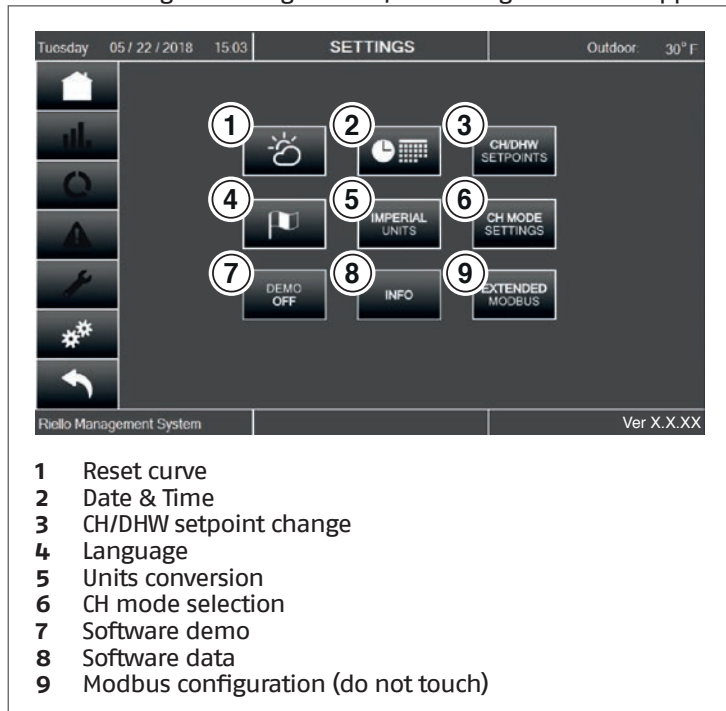 Tuesday 05 / 22 / 2018 15:03 SETTINGS Outdoor: 30° F
1 2 3
CH/DHW
SETPOINTS
4 5 6
IMPERIAL
UNITS
CH MODE
SETTINGS
7 8 9
DEMO
OFF
INFO
EXTENDED
MODBUS
Riello Management System Ver X.X.XX
1 Reset curve
2 Date & Time
3 CH/DHW setpoint change
4 Language
5 Units conversion
6 CH mode selection
7 Software demo
8 Software data
9 Modbus configuration (do not touch)